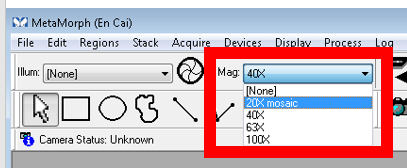 MetaMorph (En Cai)
File Edit Regions Stack Acquire Devices Display Process Log
Illum: [None] Mag: 40X
[None]
20X mosaic
40X
63X
100X
Camera Status: Unknown